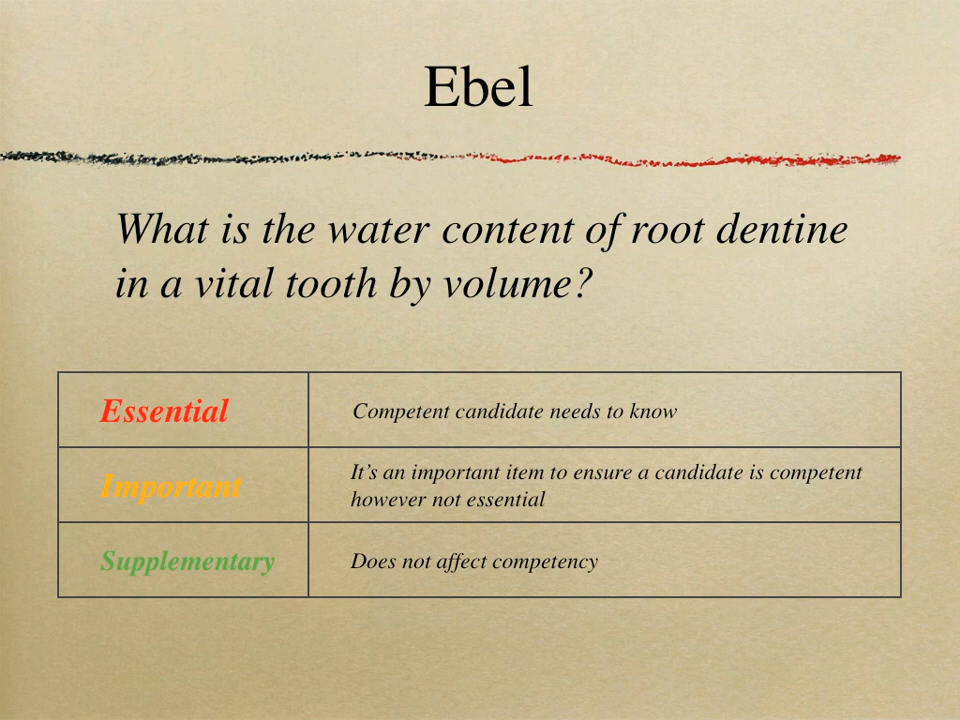 Ebel
What is the water content of root dentine
in a vital tooth by volume?
Essential
Competent candidate needs to know
Important
It’s an important item to ensure a candidate is competent
however not essential
Supplementary
Does not affect competency